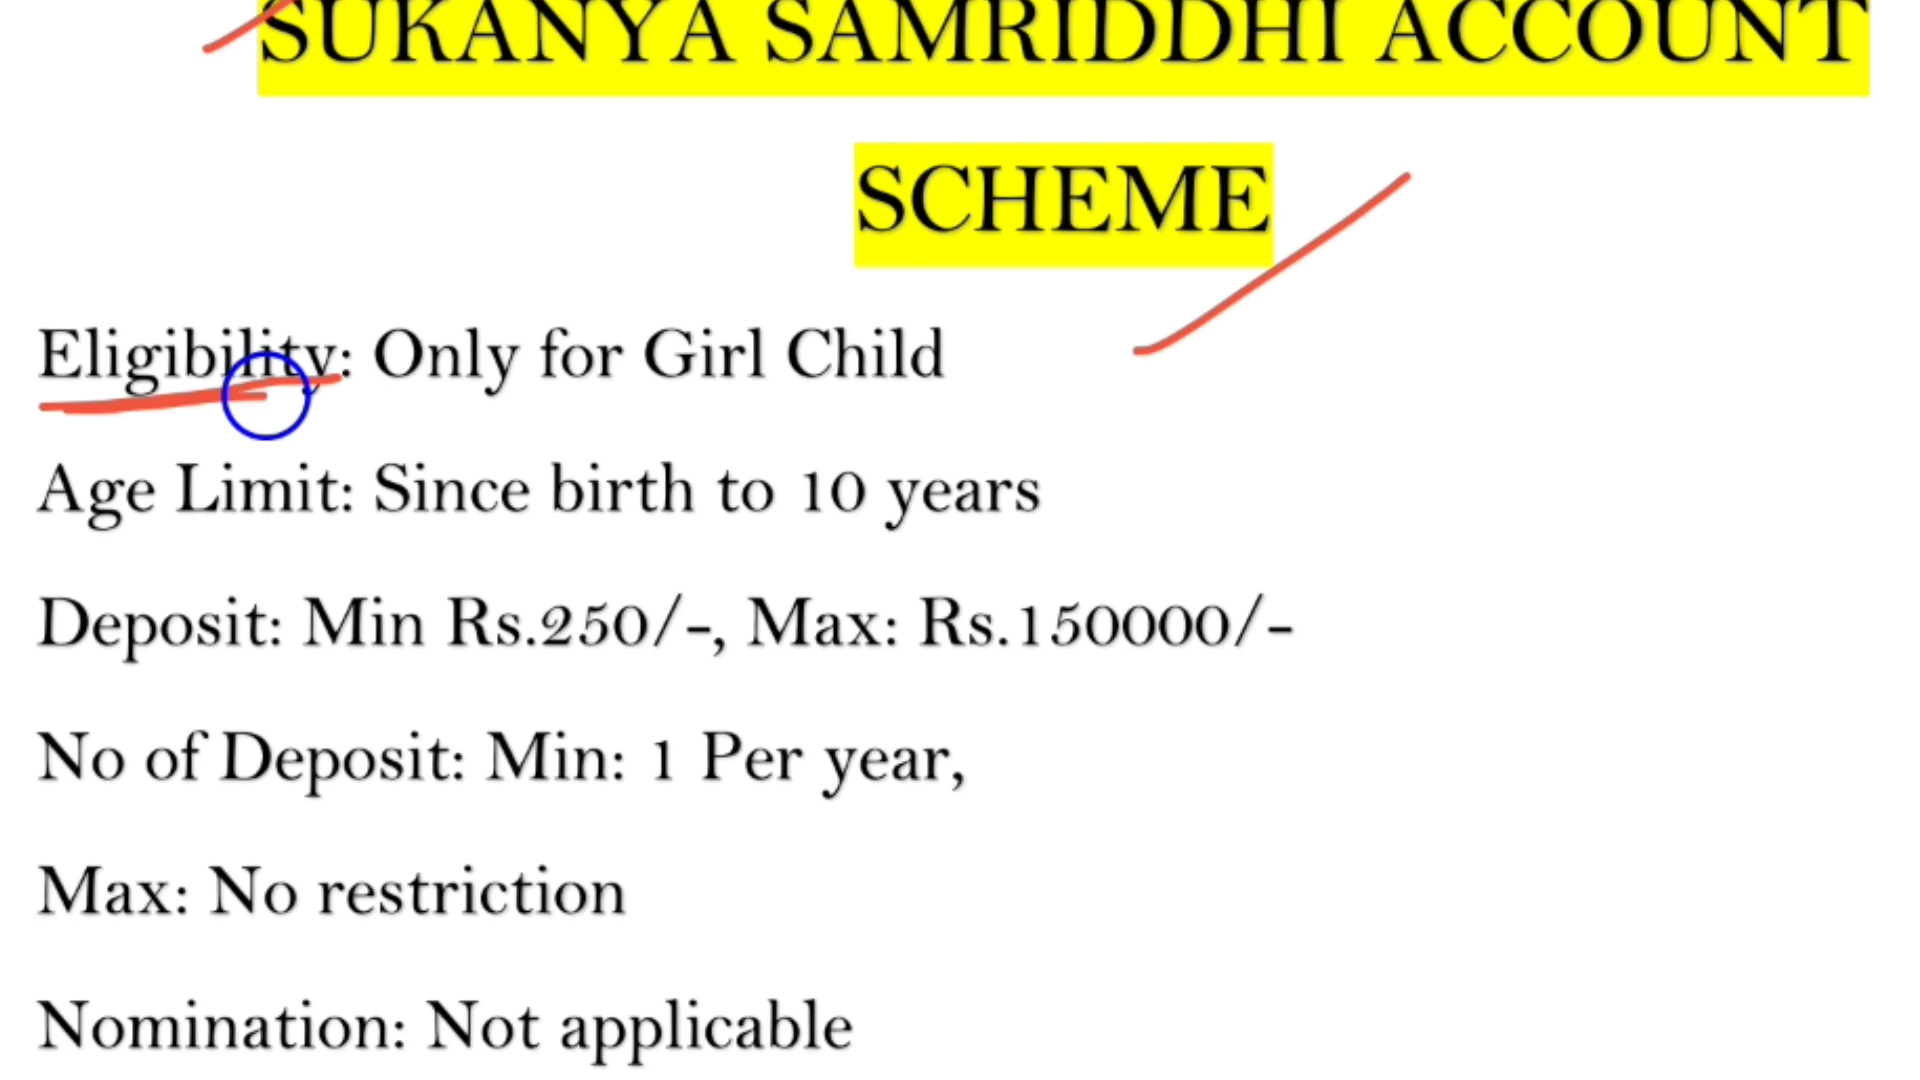 SUKANYA SAMRIDDHI ACCOUNT
SCHEME
Eligibility: Only for Girl Child
Age Limit: Since birth to 10 years
Deposit: Min Rs.250/-, Max: Rs.150000/-
No of Deposit: Min: 1 Per year,
Max: No restriction
Nomination: Not applicable